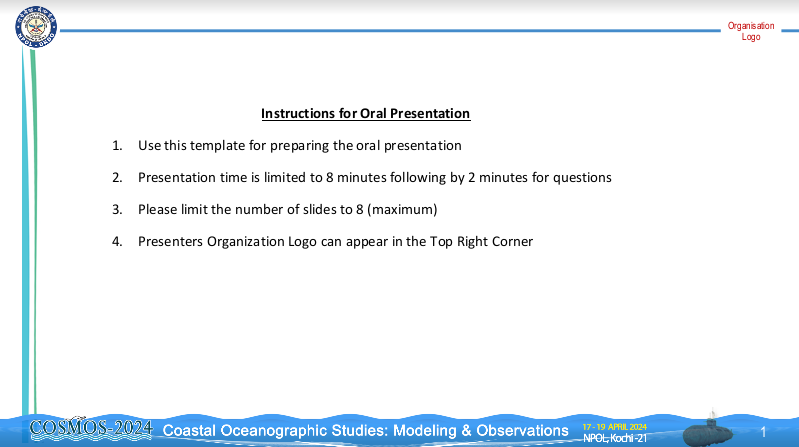 Organisation
Logo
Instructions for Oral Presentation
1. Use this template for preparing the oral presentation
2. Presentation time is limited to 8 minutes following by 2 minutes for questions
3. Please limit the number of slides to 8 (maximum)
4. Presenters Organization Logo can appear in the Top Right Corner
COSMOS-2024 Coastal Oceanographic Studies: Modeling & Observations
17-19 APRIL 2024
NPOL, Kochi-21
1